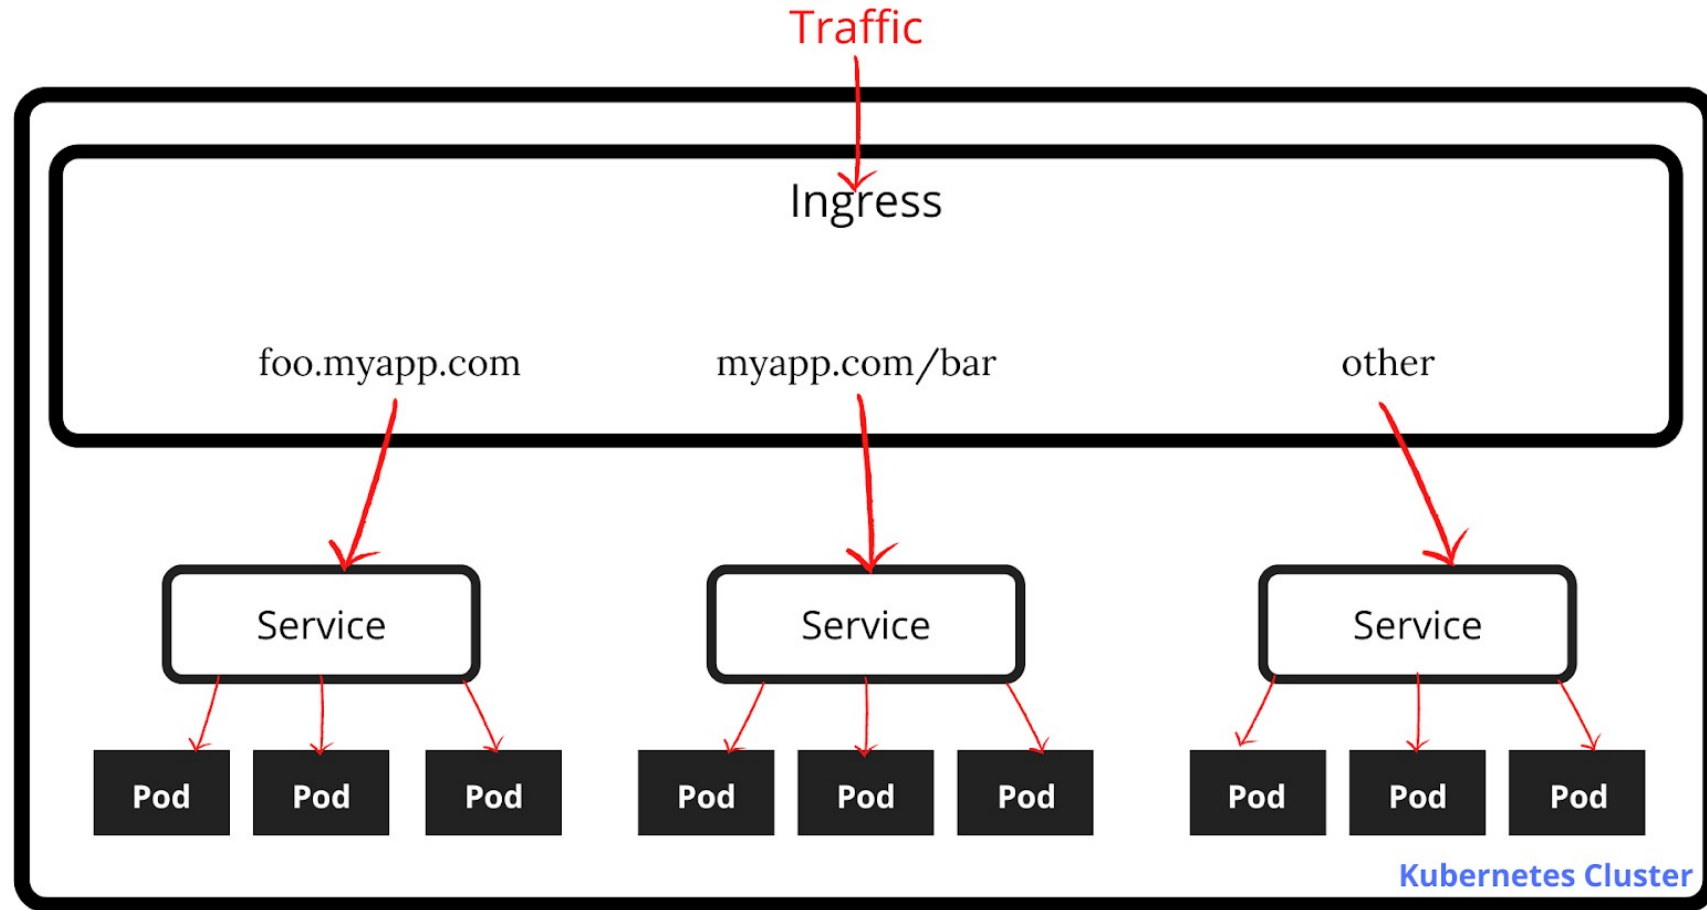 Traffic
Ingress
foo.myapp.com
myapp.com/bar
other
Service
Service
Service
Pod
Pod
Pod
Pod
Pod
Pod
Pod
Pod
Pod
Kubernetes Cluster